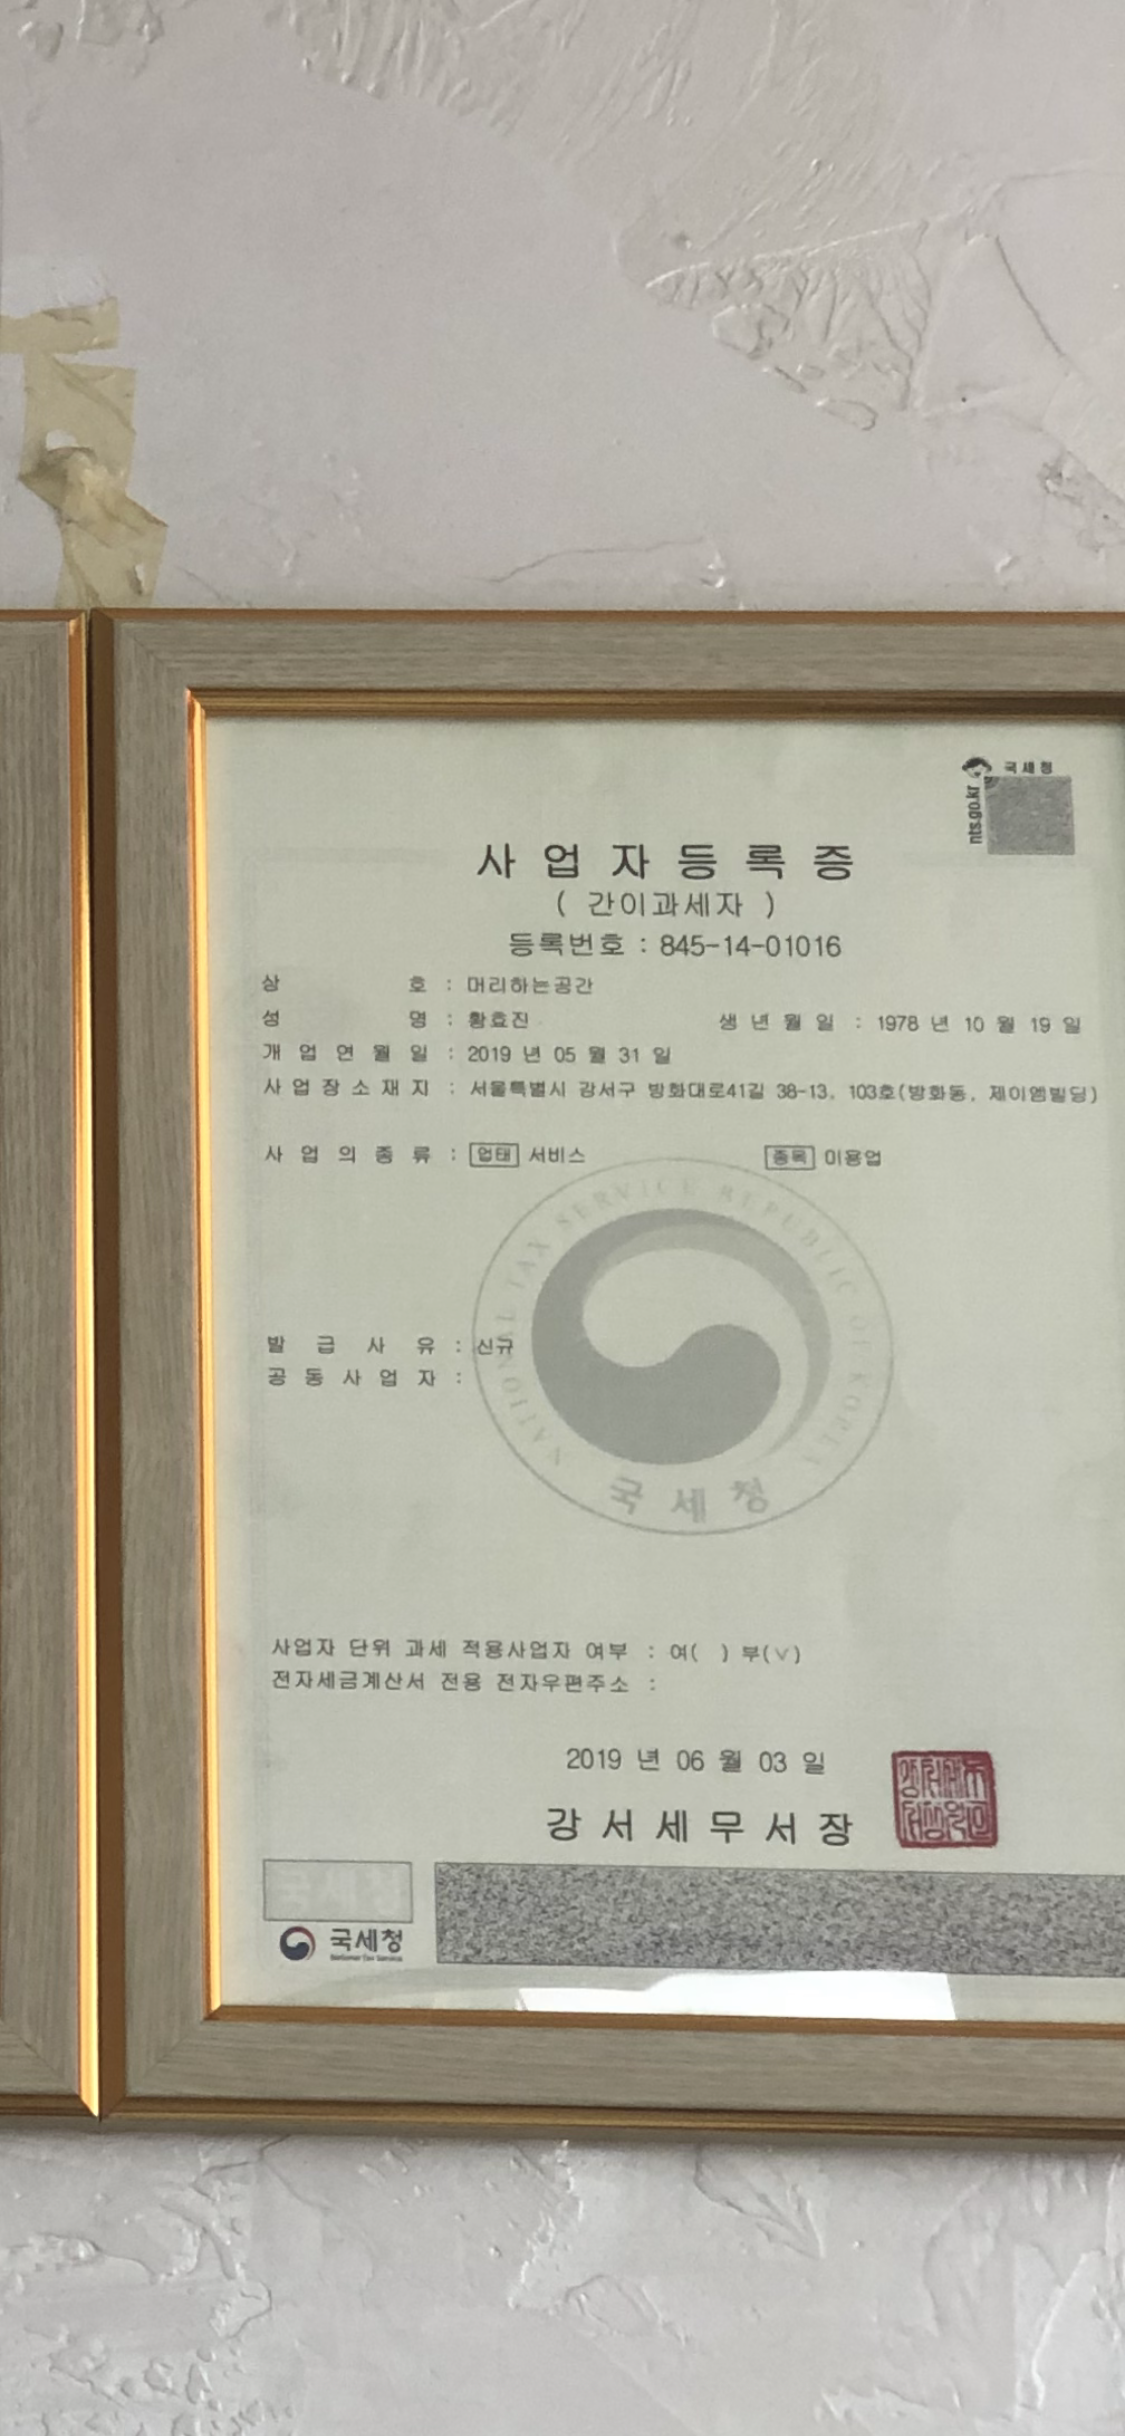 국세청
nts.go.kr
사업자등록증
( 간이과세자 )
등록번호 : 845-14-01016
상 호 : 머리하는공간
성 명 : 황효진 생 년 월 일 : 1978 년 10 월 19 일
개 업 연 월 일 : 2019 년 05 월 31 일
사 업 장 소 재 지 : 서울특별시 강서구 방화대로41길 38-13, 103호(방화동, 제이엠빌딩)
사 업 의 종 류 : 업태 서비스 종목 이용업
NATIONAL TAX SERVICE REPUBLIC OF KOREA
발 급 사 유 : 신규
공 동 사 업 자 :
국세청
사업자 단위 과세 적용사업자 여부 : 여( ) 부(∨)
전자세금계산서 전용 전자우편주소 :
2019 년 06 월 03 일
강 서 세 무 서 장
국세청
국세청
National Tax Service